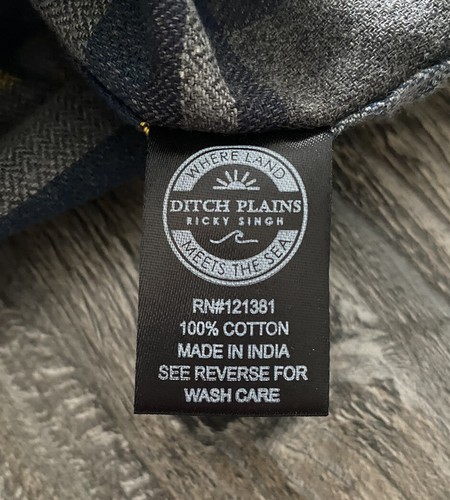 WHERE LAND
DITCH PLAINS
RICKY SINGH
MEETS THE SEA
RN#121381
100% COTTON
MADE IN INDIA
SEE REVERSE FOR
WASH CARE